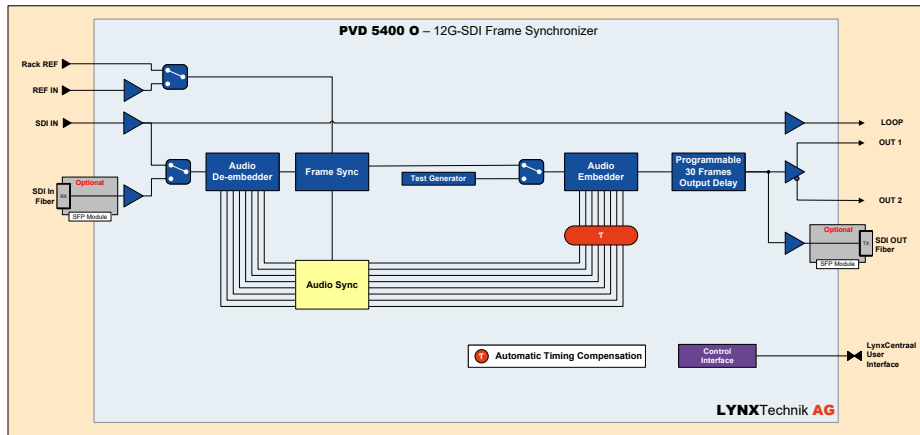 PVD 5400 O – 12G-SDI Frame Synchronizer
Rack REF
REF IN
SDI IN
LOOP
OUT 1
Audio
De-embedder
Frame Sync
Test Generator
Audio
Embedder
Programmable
30 Frames
Output Delay
Optional
SDI In
Fiber
RX
SFP Module
OUT 2
T
Optional
TX
SDI OUT
Fiber
SFP Module
Audio Sync
T Automatic Timing Compensation
Control
Interface
LynxCentraal
User
Interface
LYNXTechnik AG